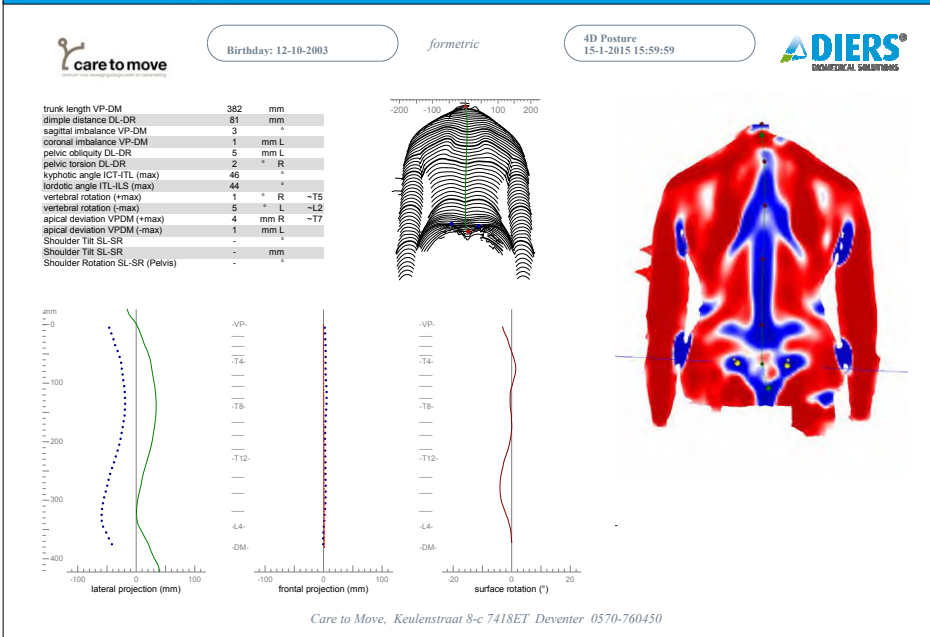 care to move
Birthday: 12-10-2003
formetric
4D Posture
15-1-2015 15:59:59
DIERS®
BIOMEDICAL SOLUTIONS
trunk length VP-DM 382 mm
dimple distance DL-DR 81 mm
sagittal imbalance VP-DM 3 °
coronal imbalance VP-DM 1 mm L
pelvic obliquity DL-DR 5 mm L
pelvic torsion DL-DR 2 ° R
kyphotic angle ICT-ITL (max) 46 °
lordotic angle ITL-ILS (max) 44 °
vertebral rotation (+max) 1 ° R ~T5
vertebral rotation (-max) 5 ° L ~L2
apical deviation VPDM (+max) 4 mm R ~T7
apical deviation VPDM (-max) 1 mm L
Shoulder Tilt SL-SR - °
Shoulder Tilt SL-SR - mm
Shoulder Rotation SL-SR (Pelvis) - °
-200 -100 0 100 200
mm
0
100
200
300
400
-100 0 100
lateral projection (mm)
-VP-
-T4-
-T8-
-T12-
-L4-
-DM-
-100 0 100
frontal projection (mm)
-VP-
-T4-
-T8-
-T12-
-L4-
-DM-
-20 0 20
surface rotation (°)
-
Care to Move, Keulenstraat 8-c 7418ET Deventer 0570-760450